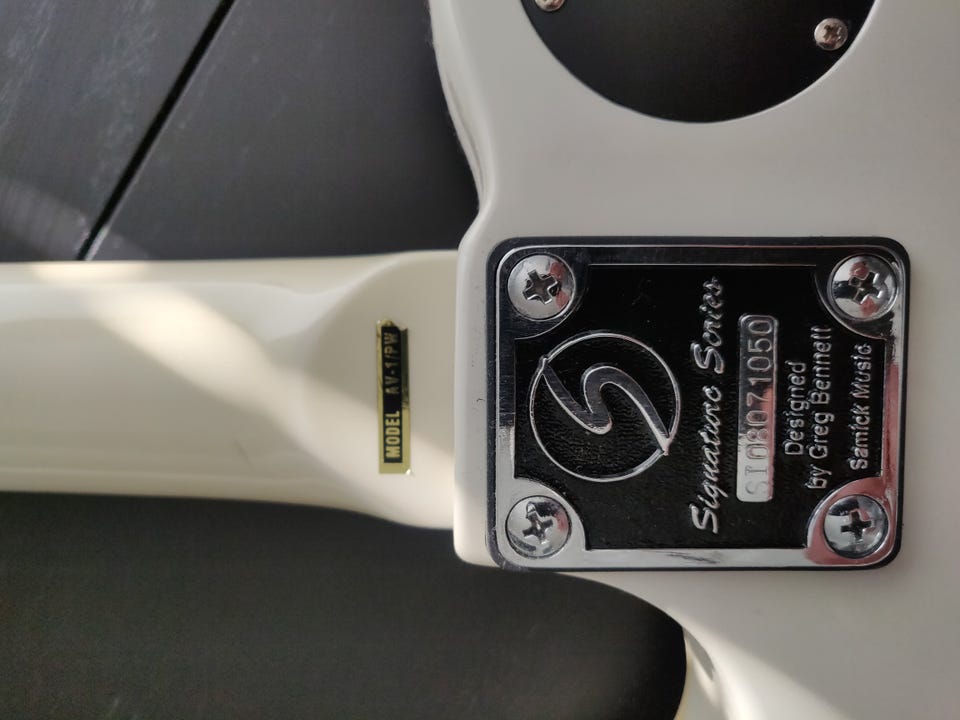 MODEL AV-1/PW
Signature Series
SI08071050
Designed
by Greg Bennett
Samick Music